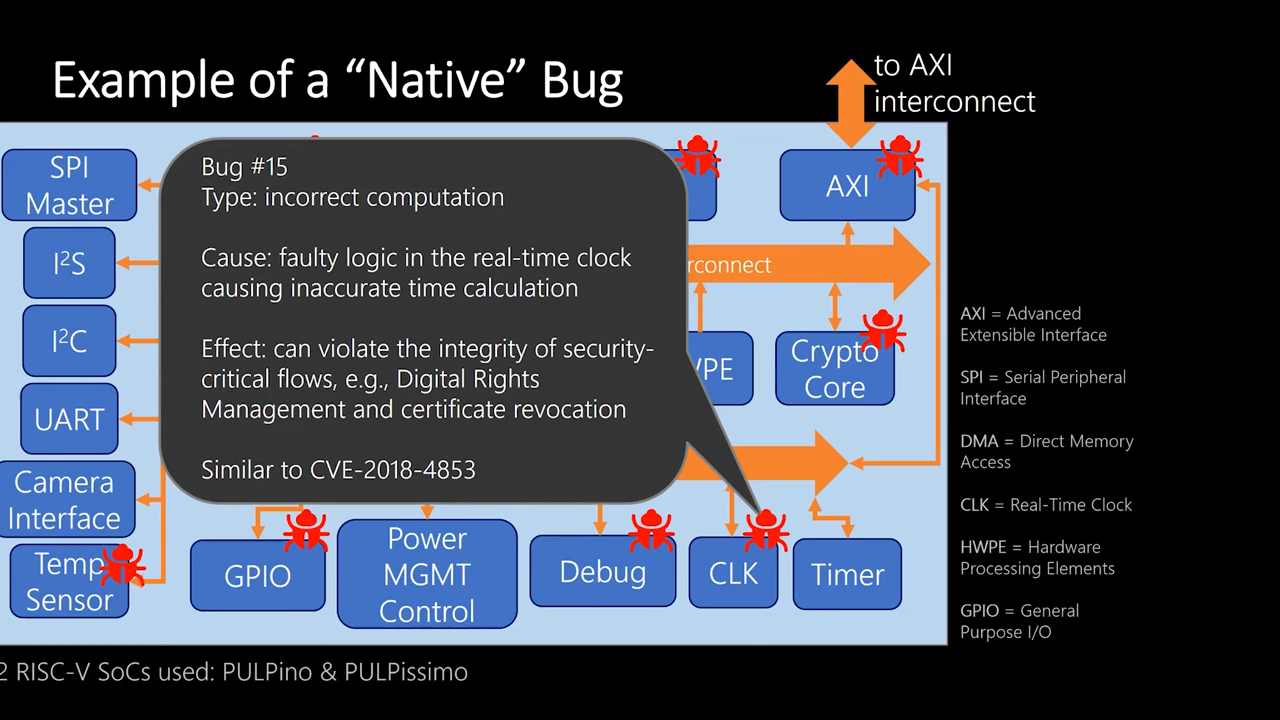 Example of a “Native” Bug
to AXI
interconnect
SPI
Master
I²S
I²C
UART
Camera
Interface
Temp
Sensor
Bug #15
Type: incorrect computation
Cause: faulty logic in the real-time clock
causing inaccurate time calculation
Effect: can violate the integrity of security-
critical flows, e.g., Digital Rights
Management and certificate revocation
Similar to CVE-2018-4853
AXI
rconnect
PE
Crypto
Core
GPIO
Power
MGMT
Control
Debug
CLK
Timer
AXI = Advanced
Extensible Interface
SPI = Serial Peripheral
Interface
DMA = Direct Memory
Access
CLK = Real-Time Clock
HWPE = Hardware
Processing Elements
GPIO = General
Purpose I/O
2 RISC-V SoCs used: PULPino & PULPissimo